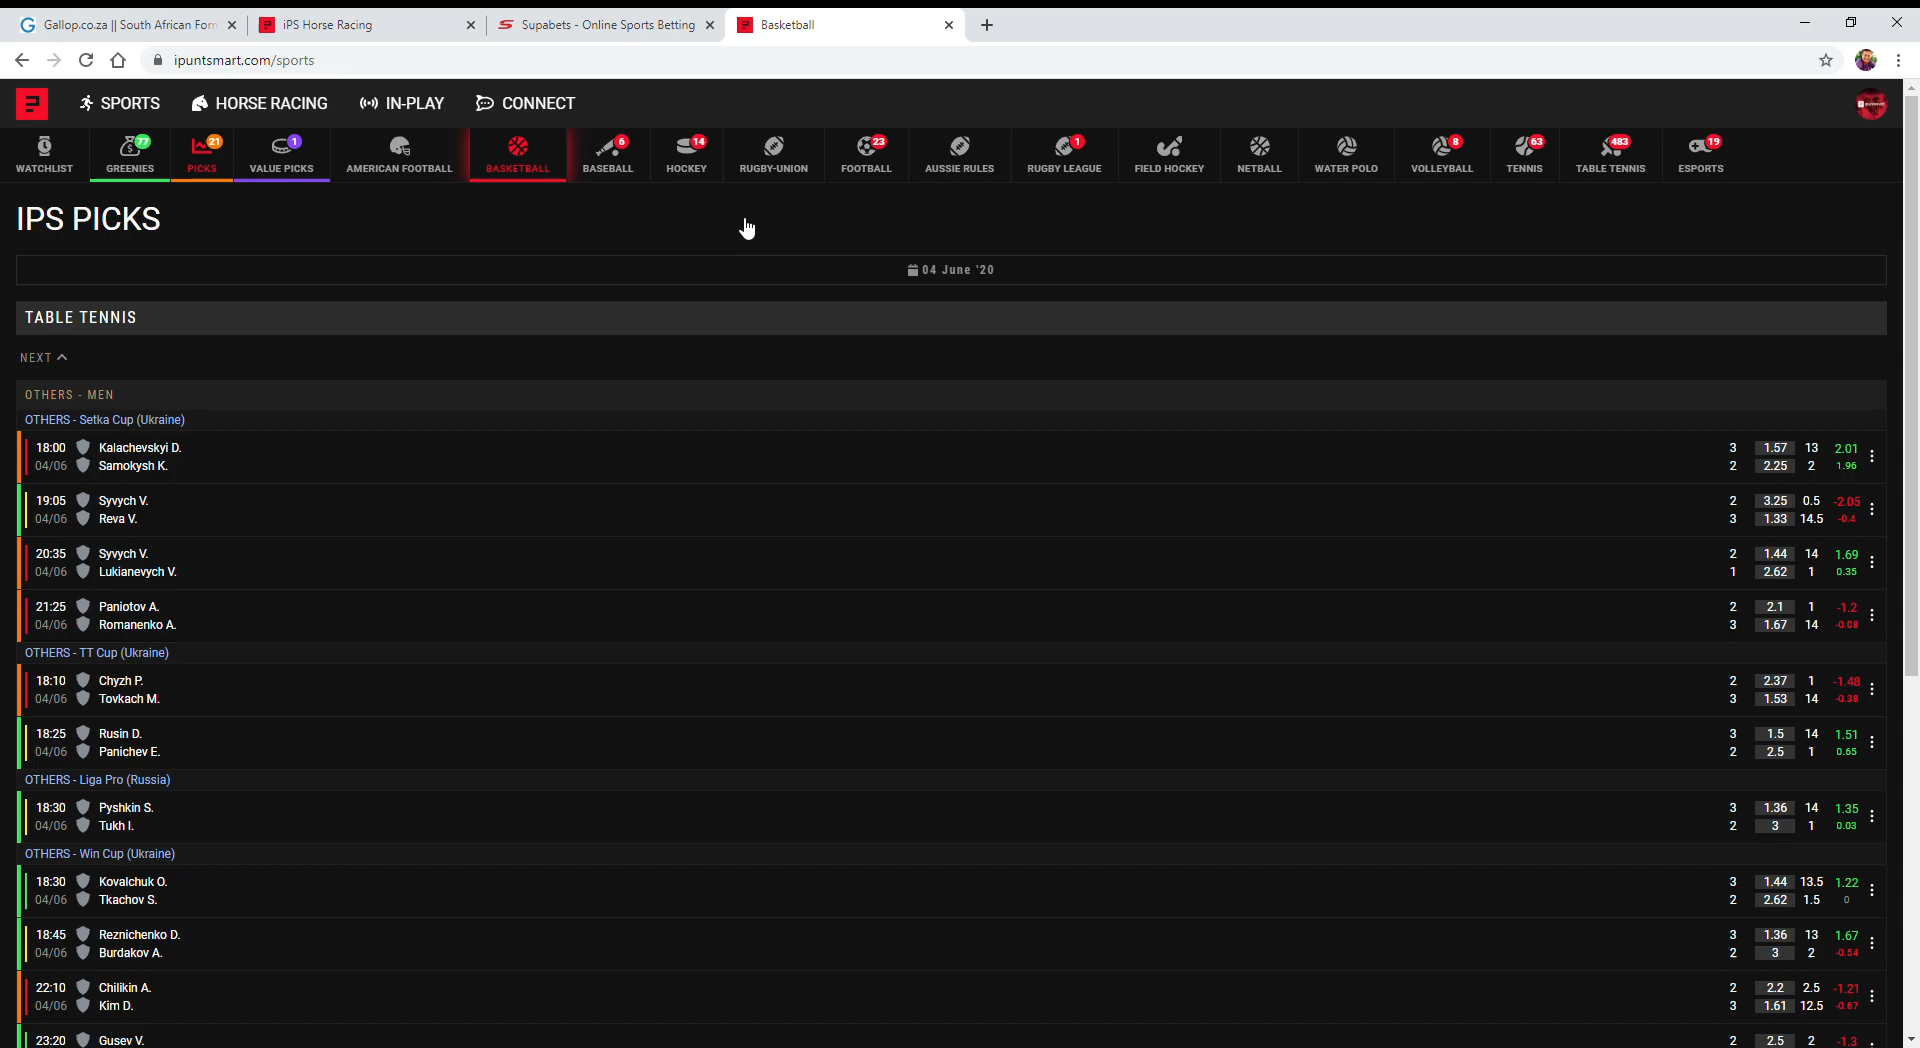 Gallop.co.za || South African Form
iPS Horse Racing
Supabets - Online Sports Betting
Basketball
ipuntsmart.com/sports
SPORTS HORSE RACING IN-PLAY CONNECT
77 21 1 6 14 23 1 8 63 483 19
WATCHLIST GREENIES PICKS VALUE PICKS AMERICAN FOOTBALL BASKETBALL BASEBALL HOCKEY RUGBY-UNION FOOTBALL AUSSIE RULES RUGBY LEAGUE FIELD HOCKEY NETBALL WATER POLO VOLLEYBALL TENNIS TABLE TENNIS ESPORTS
IPS PICKS
04 June '20
TABLE TENNIS
NEXT
OTHERS - MEN
OTHERS - Setka Cup (Ukraine)
18:00 Kalachevskyi D. 3 1.57 13 2.01
04/06 Samokysh K. 2 2.25 2 1.96
19:05 Syvych V. 2 3.25 0.5 -2.05
04/06 Reva V. 3 1.33 14.5 -0.4
20:35 Syvych V. 2 1.44 14 1.69
04/06 Lukianevych V. 1 2.62 1 0.35
21:25 Paniotov A. 2 2.1 1 -1.2
04/06 Romanenko A. 3 1.67 14 -0.08
OTHERS - TT Cup (Ukraine)
18:10 Chyzh P. 2 2.37 1 -1.48
04/06 Tovkach M. 3 1.53 14 -0.38
18:25 Rusin D. 3 1.5 14 1.51
04/06 Panichev E. 2 2.5 1 0.65
OTHERS - Liga Pro (Russia)
18:30 Pyshkin S. 3 1.36 14 1.35
04/06 Tukh I. 2 3 1 0.03
OTHERS - Win Cup (Ukraine)
18:30 Kovalchuk O. 3 1.44 13.5 1.22
04/06 Tkachov S. 2 2.62 1.5 0
18:45 Reznichenko D. 3 1.36 13 1.67
04/06 Burdakov A. 2 3 2 -0.54
22:10 Chilikin A. 2 2.2 2.5 -1.21
04/06 Kim D. 3 1.61 12.5 -0.67
23:20 Gusev V. 2 2.5 2 -1.3